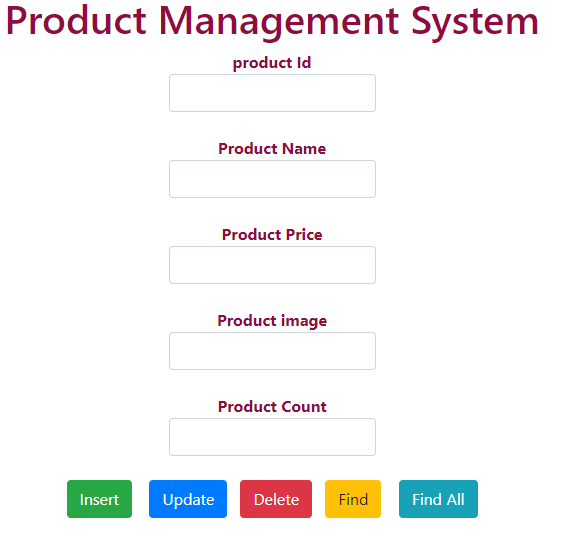 Product Management System
product Id
Product Name
Product Price
Product image
Product Count
Insert Update Delete Find Find All